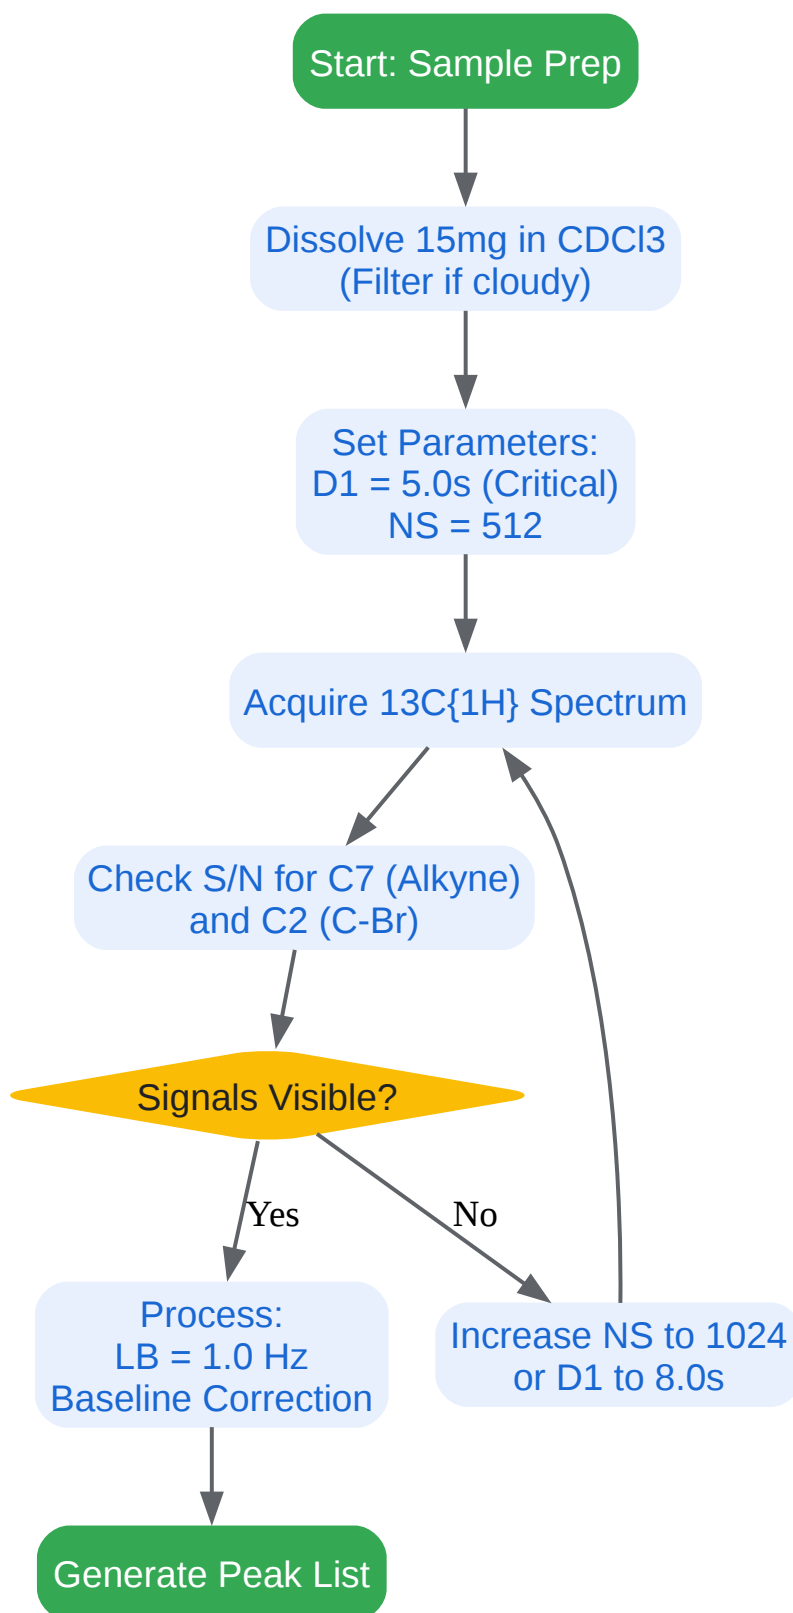 Start: Sample Prep
Dissolve 15mg in CDCl3
(Filter if cloudy)
Set Parameters:
D1 = 5.0s (Critical)
NS = 512
Acquire 13C{1H} Spectrum
Check S/N for C7 (Alkyne)
and C2 (C-Br)
Signals Visible?
Yes
No
Process:
LB = 1.0 Hz
Baseline Correction
Increase NS to 1024
or D1 to 8.0s
Generate Peak List